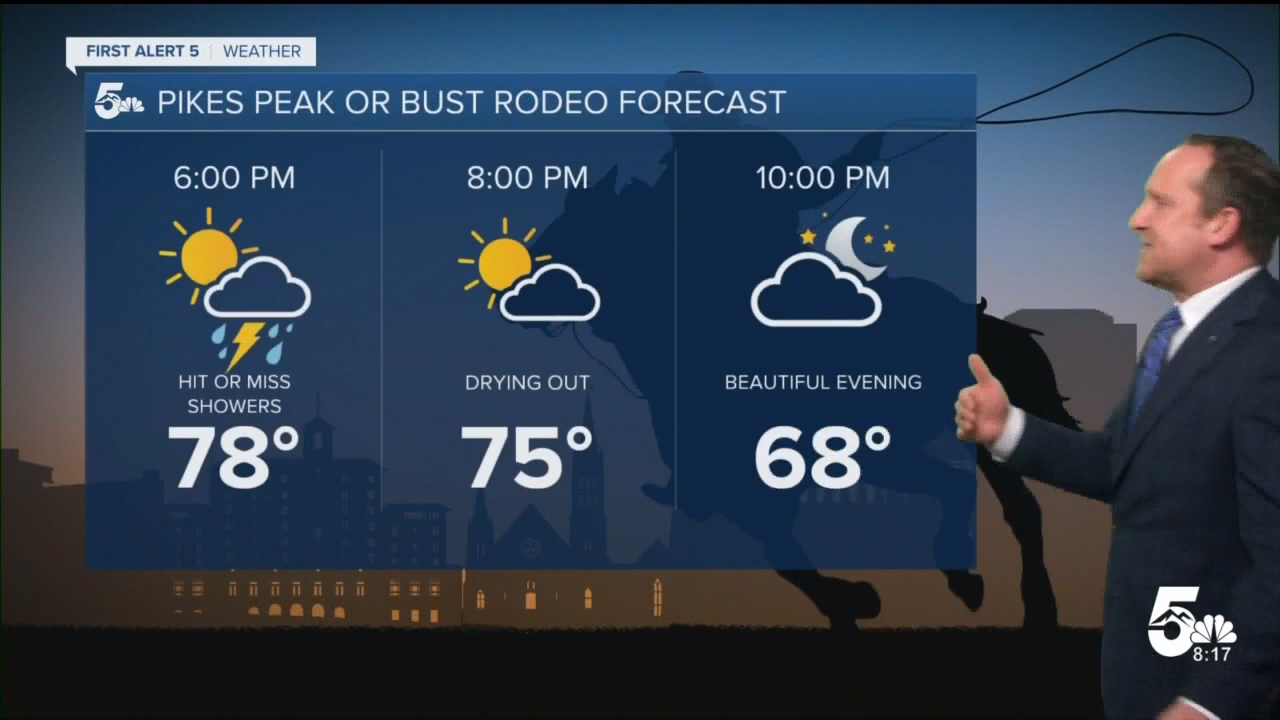 FIRST ALERT 5 | WEATHER
5 PIKES PEAK OR BUST RODEO FORECAST
6:00 PM
8:00 PM
10:00 PM
HIT OR MISS
SHOWERS
DRYING OUT
BEAUTIFUL EVENING
78°
75°
68°
5
8:17